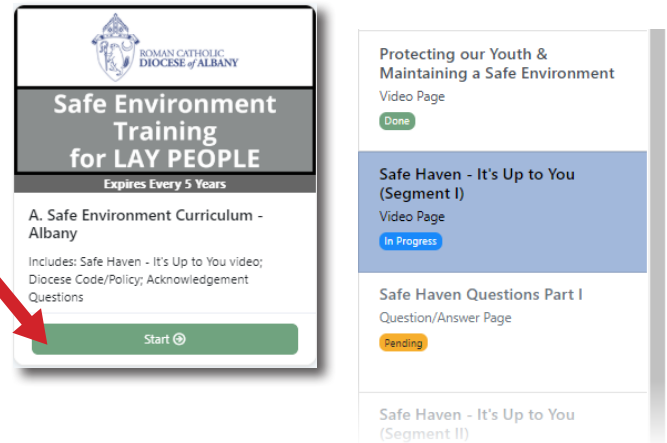 ROMAN CATHOLIC
DIOCESE of ALBANY
Safe Environment
Training
for LAY PEOPLE
Expires Every 5 Years
A. Safe Environment Curriculum -
Albany
Includes: Safe Haven - It's Up to You video;
Diocese Code/Policy; Acknowledgement
Questions
Start
Protecting our Youth &
Maintaining a Safe Environment
Video Page
Done
Safe Haven - It's Up to You
(Segment I)
Video Page
In Progress
Safe Haven Questions Part I
Question/Answer Page
Pending
Safe Haven - It's Up to You
(Segment II)